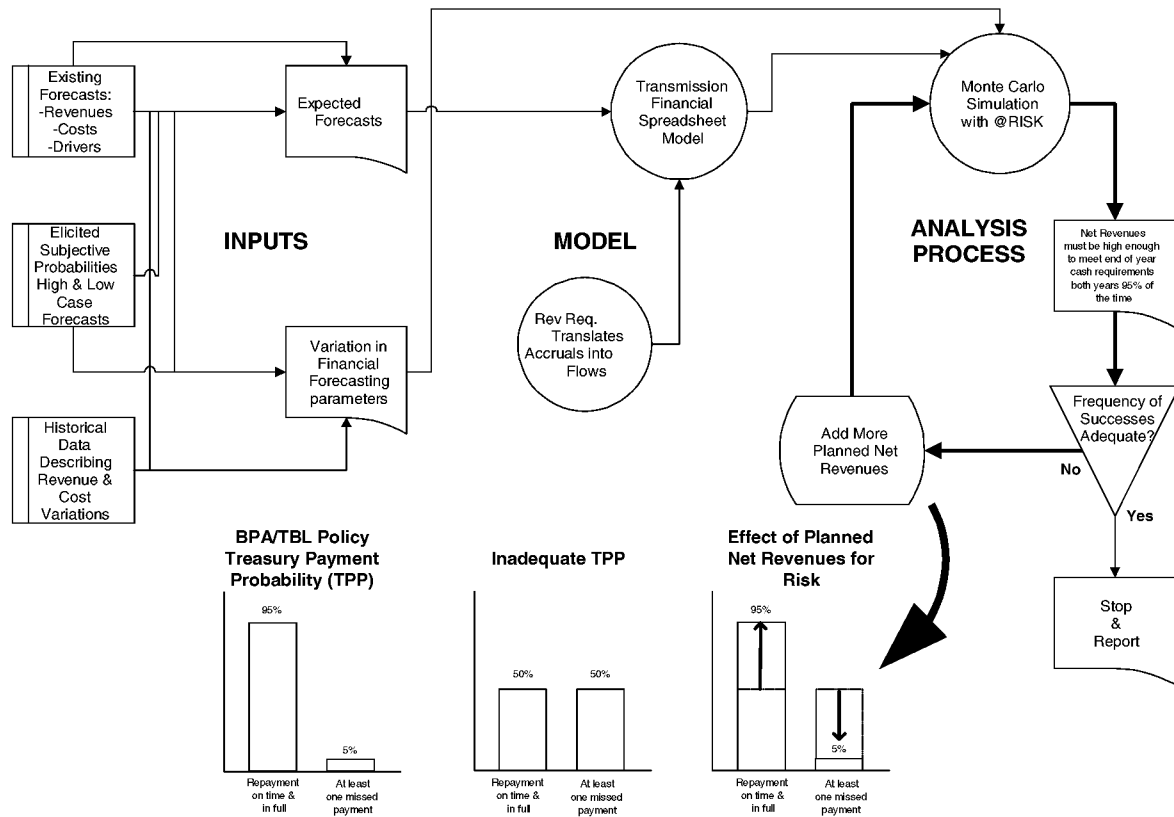 Existing
Forecasts:
-Revenues
-Costs
-Drivers
Expected
Forecasts
Transmission
Financial
Spreadsheet
Model
Monte Carlo
Simulation
with @RISK
INPUTS
MODEL
ANALYSIS
PROCESS
Elicited
Subjective
Probabilities
High & Low
Case
Forecasts
Net Revenues
must be high enough
to meet end of year
cash requirements
both years 95% of
the time
Rev Req.
Translates
Accruals into
Flows
Variation in
Financial
Forecasting
parameters
Historical
Data
Describing
Revenue &
Cost
Variations
Add More
Planned Net
Revenues
Frequency of
Successes
Adequate?
No
Yes
Stop
&
Report
BPA/TBL Policy
Treasury Payment
Probability (TPP)
95%
5%
Repayment
on time &
in full
At least
one missed
payment
Inadequate TPP
50%
50%
Repayment
on time &
in full
At least
one missed
payment
Effect of Planned
Net Revenues for
Risk
95%
5%
Repayment
on time &
in full
At least
one missed
payment